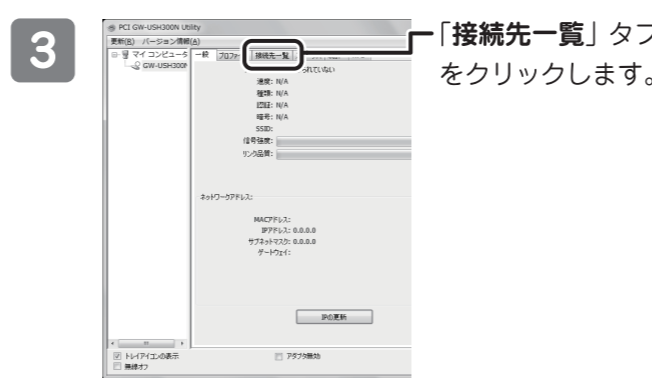 3
「接続先一覧」タブ
をクリックします。
PCI GW-USH300N Utility
更新(R) バージョン情報(A)
マイ コンピュータ
GW-USH300N
一般 プロファ 接続先一覧
られていない
速度: N/A
種類: N/A
認証: N/A
暗号: N/A
SSID:
信号強度:
リンク品質:
ネットワークアドレス:
MACアドレス:
IPアドレス: 0.0.0.0
サブネットマスク: 0.0.0.0
ゲートウェイ:
IPの更新
トレイアイコンの表示
アダプタ無効
無線オフ